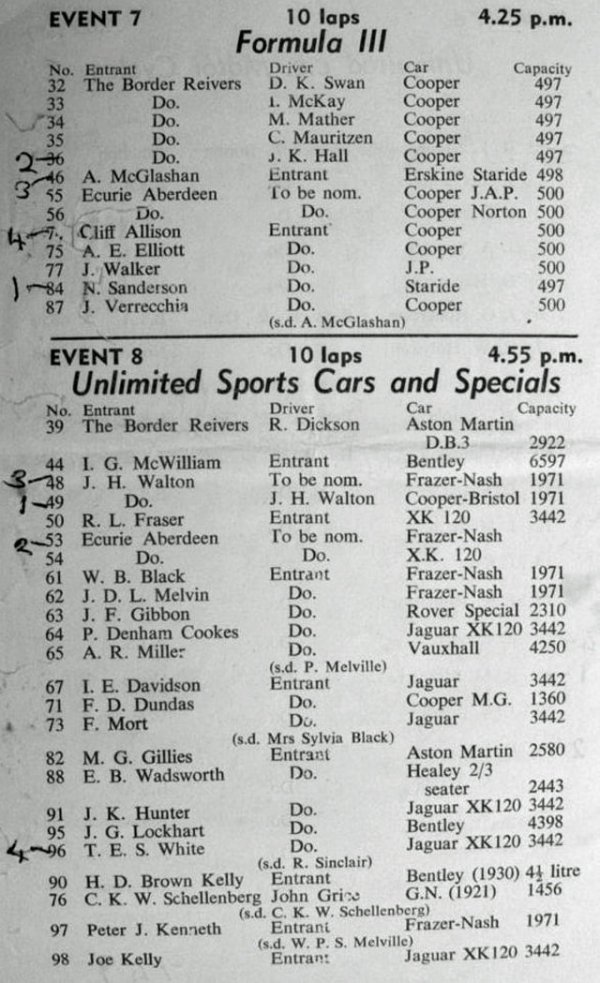 EVENT 7 10 laps 4.25 p.m.
Formula III
No. Entrant Driver Car Capacity
32 The Border Reivers D. K. Swan Cooper 497
33 Do. I. McKay Cooper 497
34 Do. M. Mather Cooper 497
35 Do. C. Mauritzen Cooper 497
2 36 Do. J. K. Hall Cooper 497
3 46 A. McGlashan Entrant Erskine Staride 498
55 Ecurie Aberdeen To be nom. Cooper J.A.P. 500
56 Do. Do. Cooper Norton 500
4 7 Cliff Allison Entrant Cooper 500
75 A. E. Elliott Do. Cooper 500
77 J. Walker Do. J.P. 500
1 84 N. Sanderson Do. Staride 497
87 J. Verrecchia Do. Cooper 500
(s.d. A. McGlashan)
EVENT 8 10 laps 4.55 p.m.
Unlimited Sports Cars and Specials
No. Entrant Driver Car Capacity
39 The Border Reivers R. Dickson Aston Martin
D.B.3 2922
44 I. G. McWilliam Entrant Bentley 6597
3 48 J. H. Walton To be nom. Frazer-Nash 1971
1 49 Do. J. H. Walton Cooper-Bristol 1971
50 R. L. Fraser Entrant XK 120 3442
2 53 Ecurie Aberdeen To be nom. Frazer-Nash
54 Do. Do. X.K. 120
61 W. B. Black Entrant Frazer-Nash 1971
62 J. D. L. Melvin Do. Frazer-Nash 1971
63 J. F. Gibbon Do. Rover Special 2310
64 P. Denham Cookes Do. Jaguar XK120 3442
65 A. R. Miller Do. Vauxhall 4250
(s.d. P. Melville)
67 I. E. Davidson Entrant Jaguar 3442
71 F. D. Dundas Do. Cooper M.G. 1360
73 F. Mort Do. Jaguar 3442
(s.d. Mrs Sylvia Black)
82 M. G. Gillies Entrant Aston Martin 2580
88 E. B. Wadsworth Do. Healey 2/3
seater 2443
91 J. K. Hunter Do. Jaguar XK120 3442
95 J. G. Lockhart Do. Bentley 4398
4 96 T. E. S. White Do. Jaguar XK120 3442
(s.d. R. Sinclair)
90 H. D. Brown Kelly Entrant Bentley (1930) 4½ litre
76 C. K. W. Schellenberg John Grice G.N. (1921) 1456
(s.d. C. K. W. Schellenberg)
97 Peter J. Kenneth Entrant Frazer-Nash 1971
(s.d. W. P. S. Melville)
98 Joe Kelly Entrant Jaguar XK120 3442